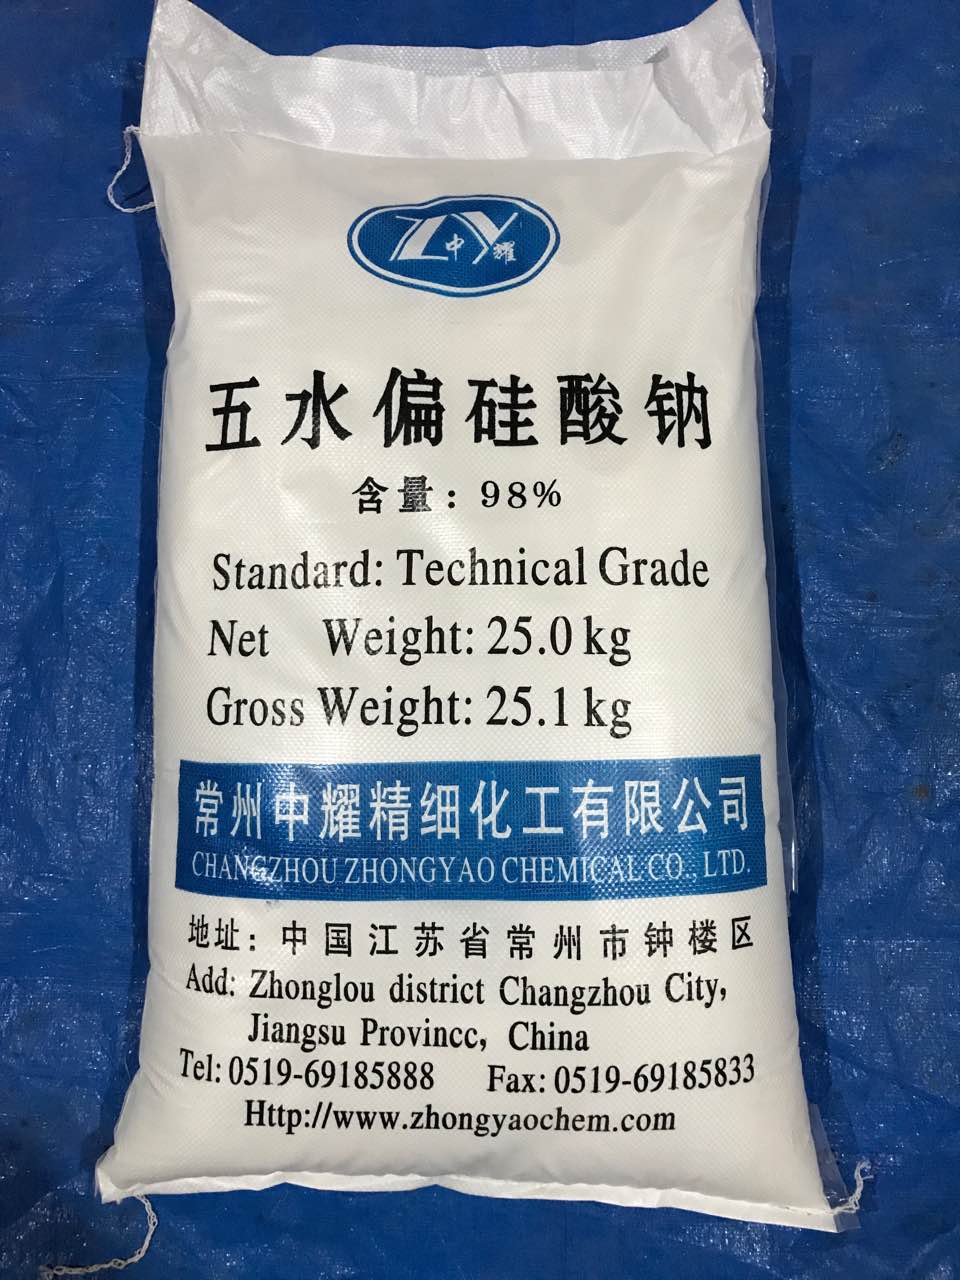 ZY
中耀
五水偏硅酸钠
含量：98%
Standard: Technical Grade
Net Weight: 25.0 kg
Gross Weight: 25.1 kg
常州中耀精细化工有限公司
CHANGZHOU ZHONGYAO CHEMICAL CO., LTD.
地址：中国江苏省常州市钟楼区
Add: Zhonglou district Changzhou City,
Jiangsu Provincc, China
Tel: 0519-69185888 Fax: 0519-69185833
Http://www.zhongyaochem.com